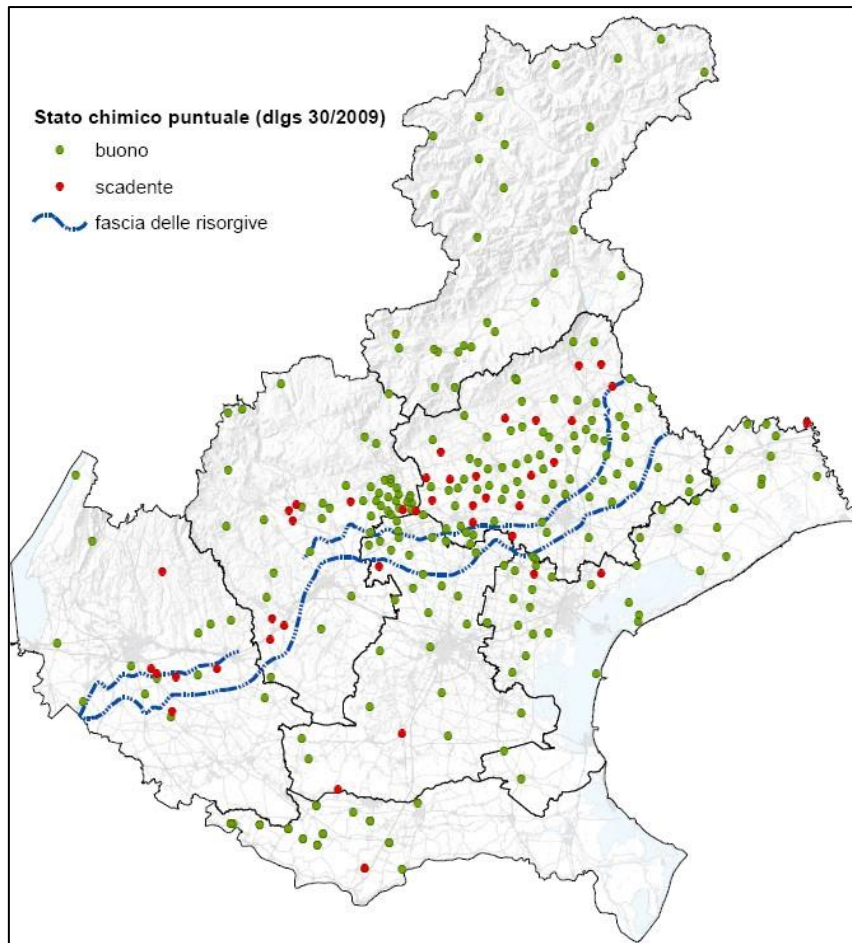 Stato chimico puntuale (dlgs 30/2009)
buono
scadente
fascia delle risorgive